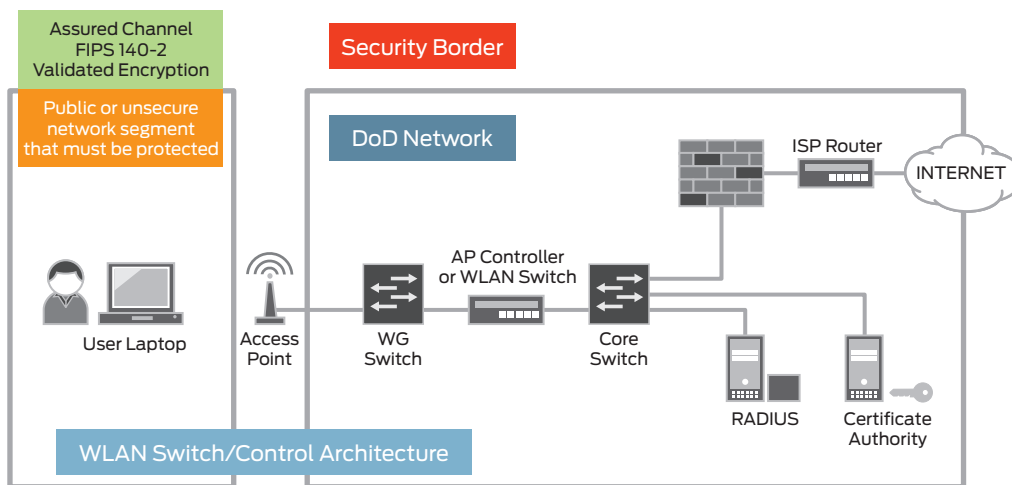 Assured Channel
FIPS 140-2
Validated Encryption
Public or unsecure
network segment
that must be protected
Security Border
DoD Network
ISP Router
INTERNET
AP Controller
or WLAN Switch
User Laptop
Access
Point
WG
Switch
Core
Switch
RADIUS
Certificate
Authority
WLAN Switch/Control Architecture